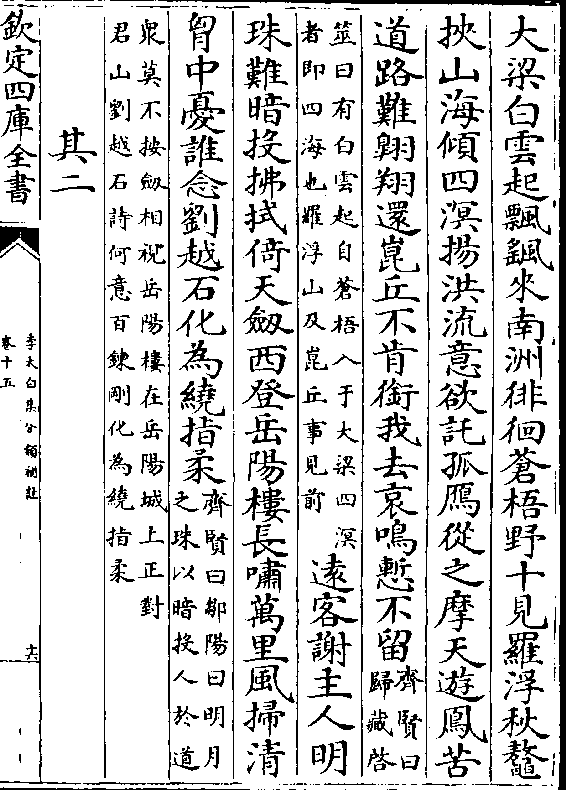 大梁白雲起飄颻來南洲徘徊蒼梧野十見羅浮秋鼇
挾山海傾四溟揚洪流意欲託孤鳳從之摩天遊鳳苦
道路難翺翔還崑丘不肯銜我去哀鳴慙不留齊賢曰歸藏啓
筮曰有白雲起自蒼梧入于大梁四溟
者即四海也羅浮山及崑丘事見前
逺客謝主人明
珠難暗投拂拭倚天劔西登岳陽樓長嘯萬里風掃清
胷中憂誰念劉越石化為繞指柔齊賢曰鄒陽曰明月之珠以暗投人於道
衆莫不按劔相視岳陽樓在岳陽城上正對
君山劉越石詩何意百鍊剛化為繞指柔
其二
欽定四庫全書
李太白集分類補註
卷十五
十六